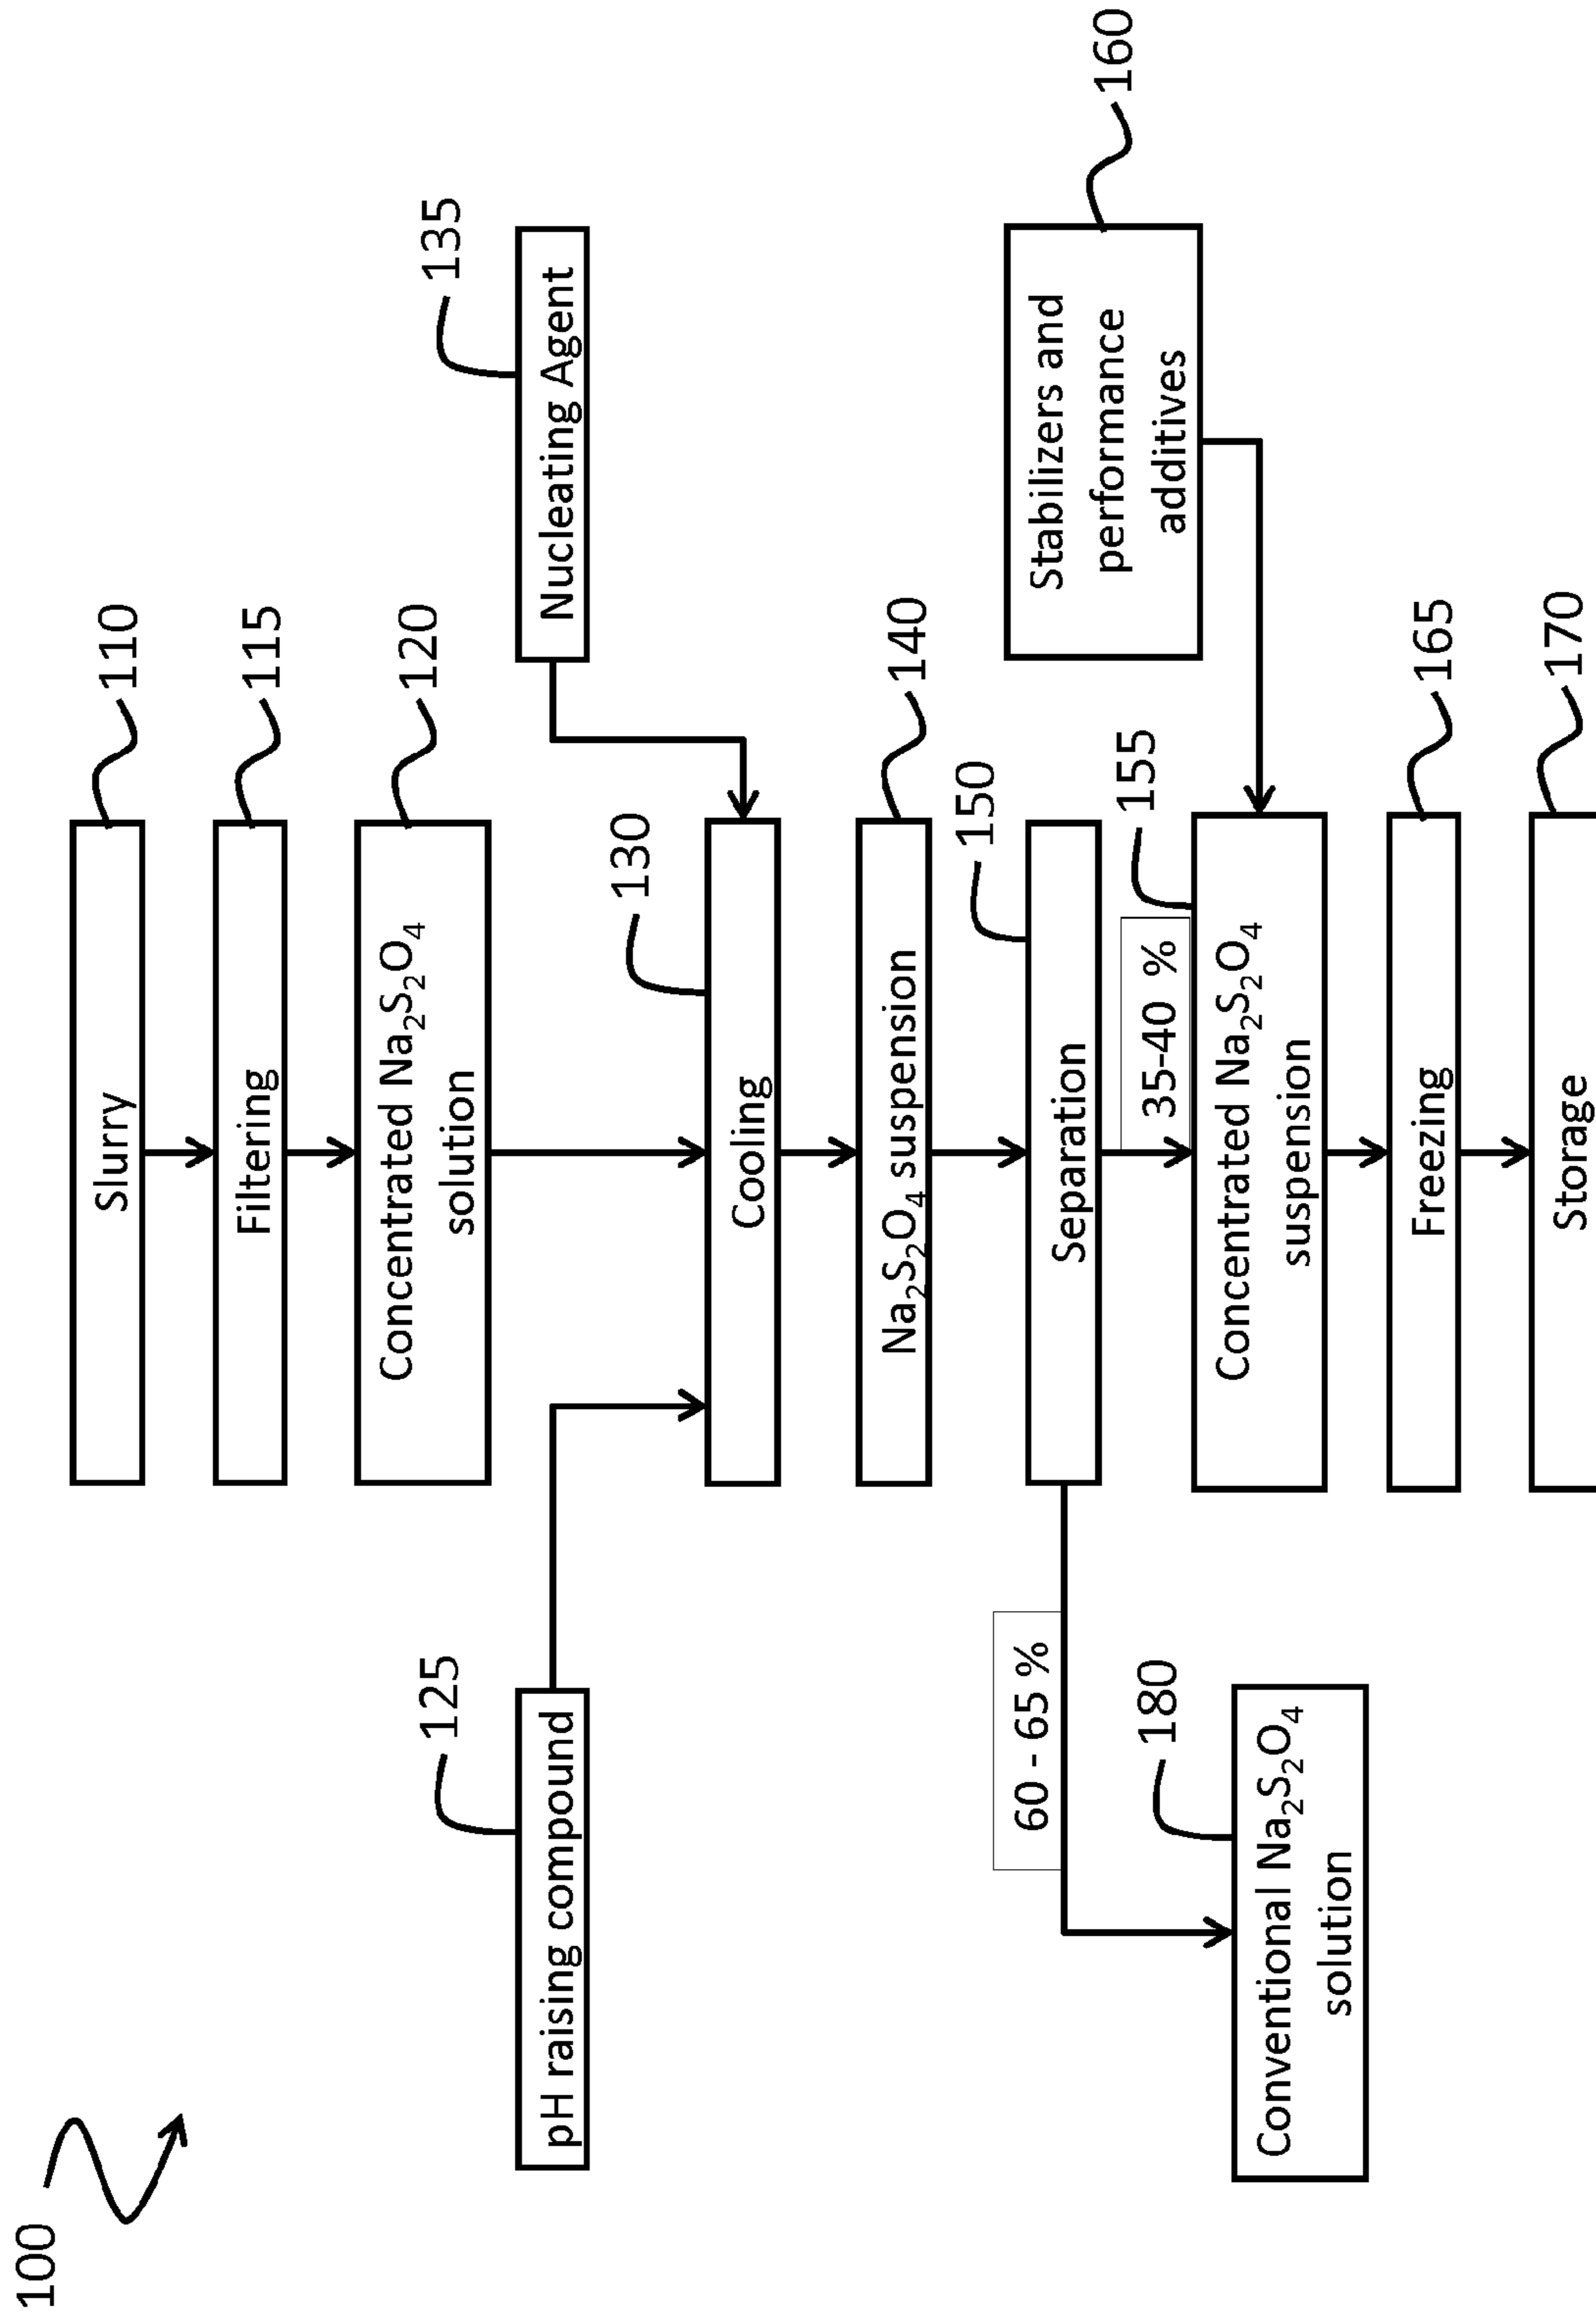 100
Slurry
110
Filtering
115
Concentrated Na₂S₂O₄
solution
120
pH raising compound
125
Nucleating Agent
135
Cooling
130
Na₂S₂O₄ suspension
140
Separation
150
60 - 65 %
35-40 %
Conventional Na₂S₂O₄
solution
180
Concentrated Na₂S₂O₄
suspension
155
Stabilizers and
performance
additives
160
Freezing
165
Storage
170